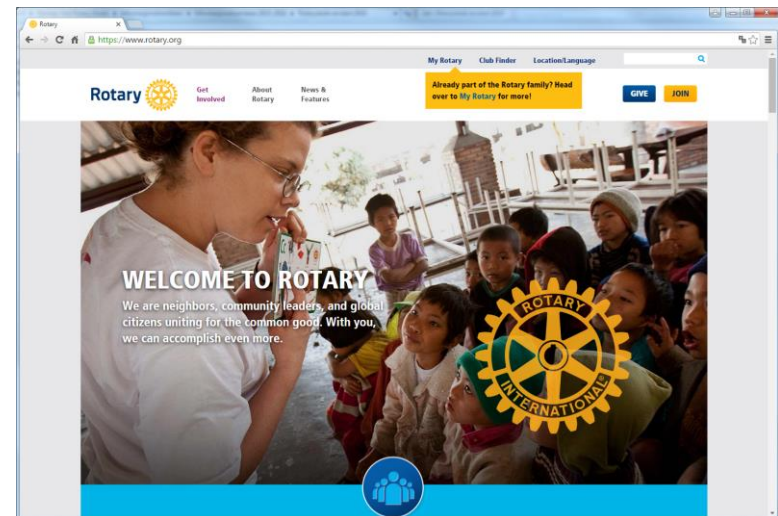 Rotary
https://www.rotary.org
My Rotary Club Finder Location/Language
Rotary
Get Involved
About Rotary
News & Features
Already part of the Rotary family? Head
over to My Rotary for more!
GIVE JOIN
WELCOME TO ROTARY
We are neighbors, community leaders, and global
citizens uniting for the common good. With you,
we can accomplish even more.
ROTARY
INTERNATIONAL